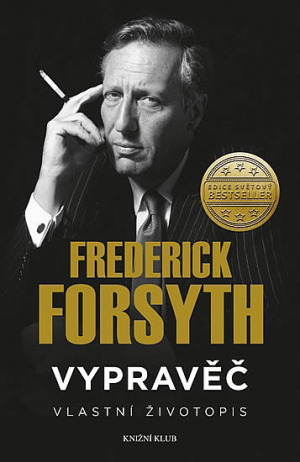 EDICE SVĚTOVÝ
BESTSELLER
FREDERICK
FORSYTH
VYPRAVĚČ
VLASTNÍ ŽIVOTOPIS
KNIŽNÍ KLUB